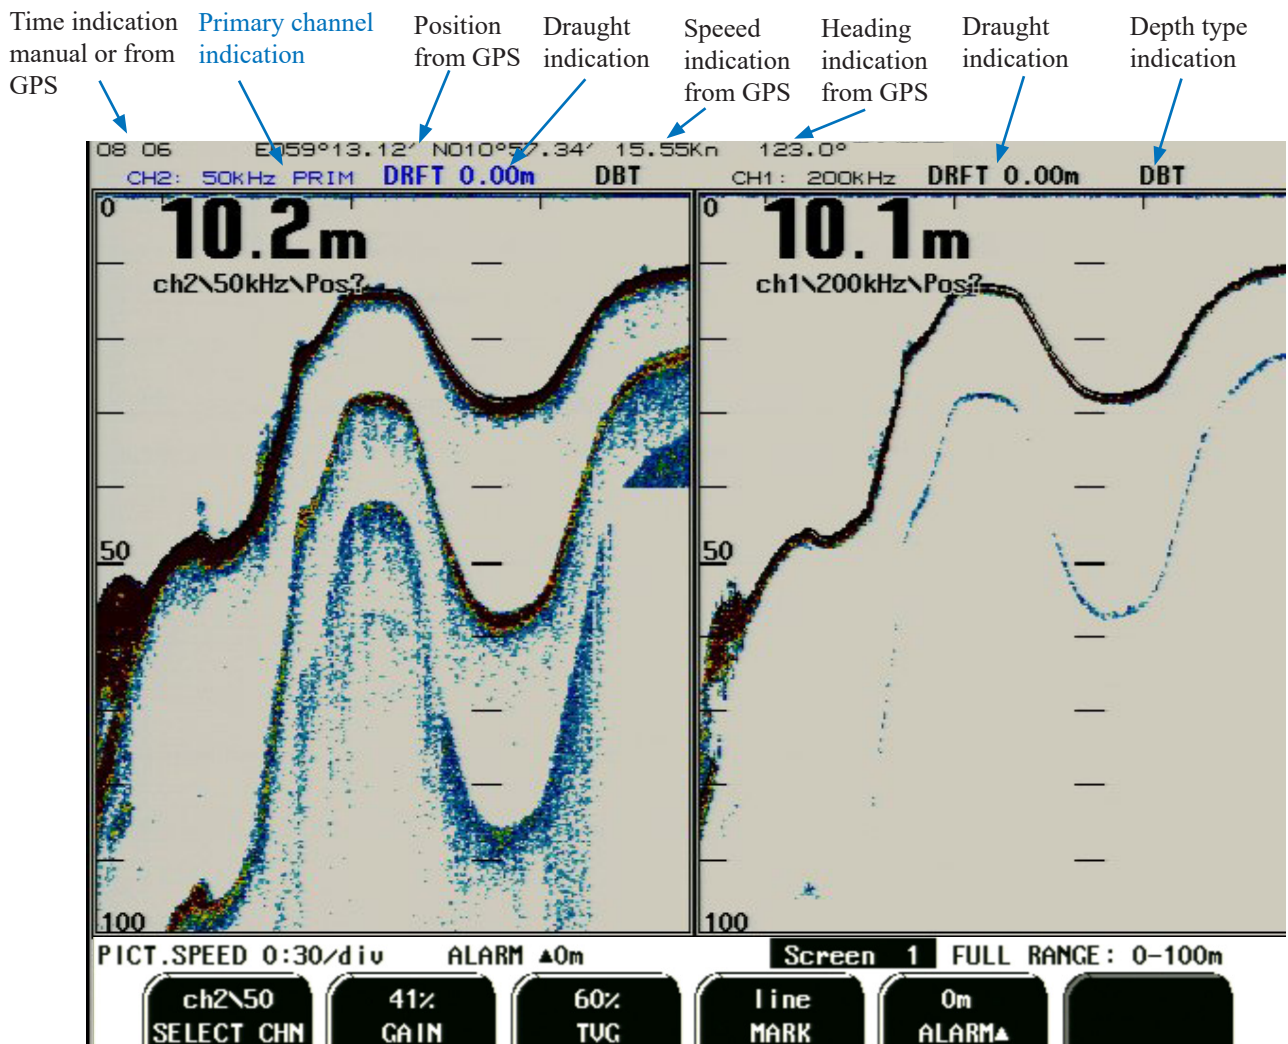 Time indication
manual or from
GPS
Primary channel
indication
Position
from GPS
Draught
indication
Speeed
indication
from GPS
Heading
indication
from GPS
Draught
indication
Depth type
indication
08 06 E059°13.12′ N010°57.34′ 15.55Kn 123.0°
CH2: 50kHz PRIM DRFT 0.00m DBT CH1: 200kHz DRFT 0.00m DBT
0
10.2m
ch2\50kHz\Pos?
50
100
0
10.1m
ch1\200kHz\Pos?
50
100
PICT.SPEED 0:30/div ALARM ▲0m Screen 1 FULL RANGE: 0-100m
ch2\50
SELECT CHN
41%
GAIN
60%
TVG
line
MARK
0m
ALARM▲